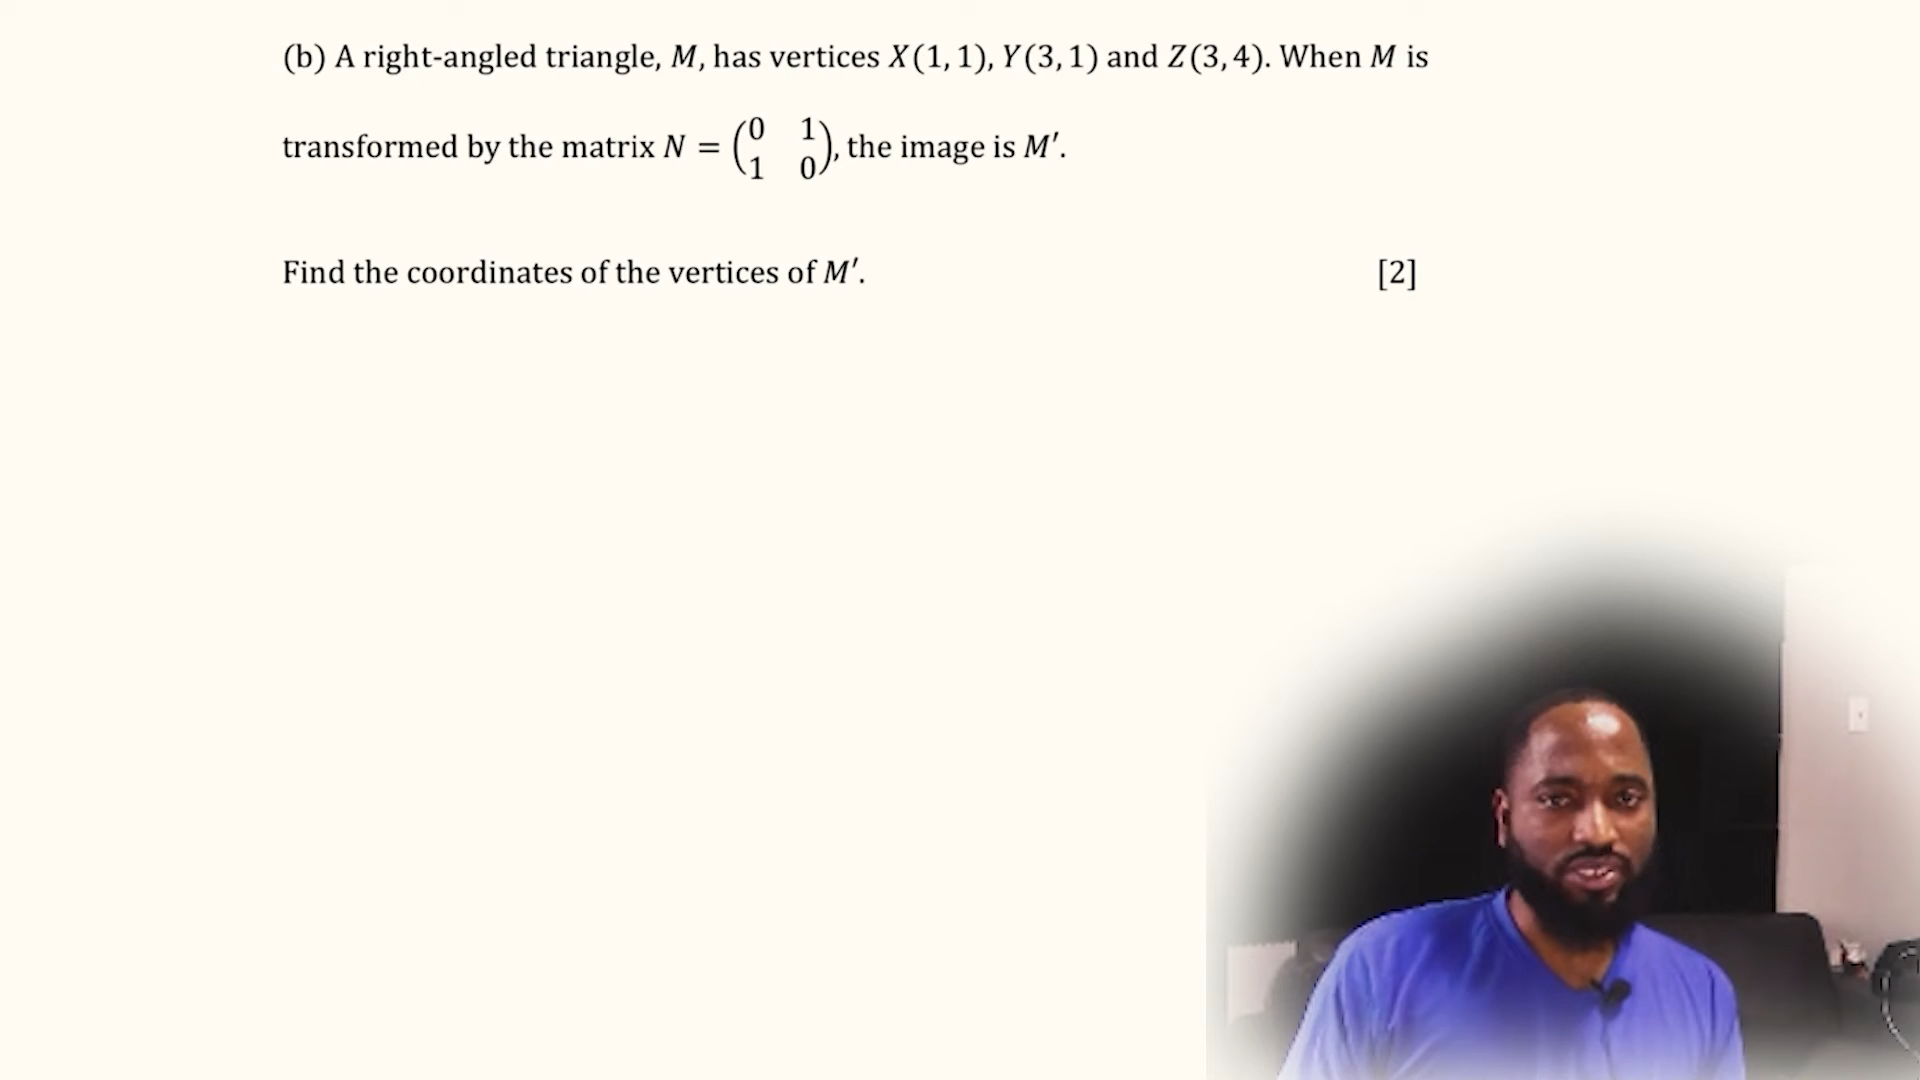 (b) A right-angled triangle, M, has vertices X(1, 1), Y(3, 1) and Z(3, 4). When M is
transformed by the matrix N = (0 1
1 0), the image is M′.
Find the coordinates of the vertices of M′. [2]